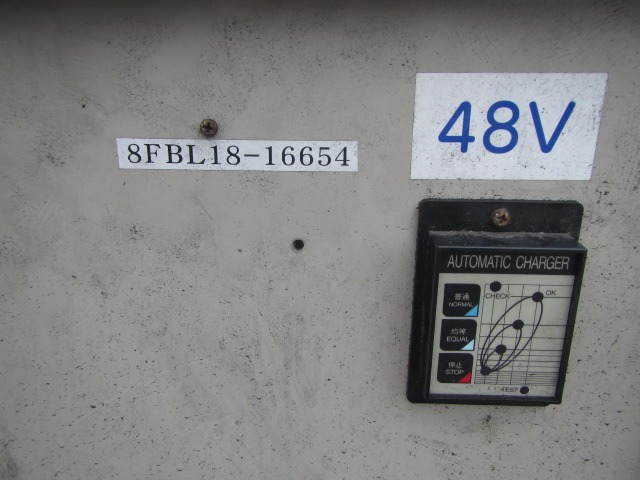 48V
8FBL18-16654
AUTOMATIC CHARGER
CHECK OK
普通
NORMAL
均等
EQUAL
停止
STOP
TEST